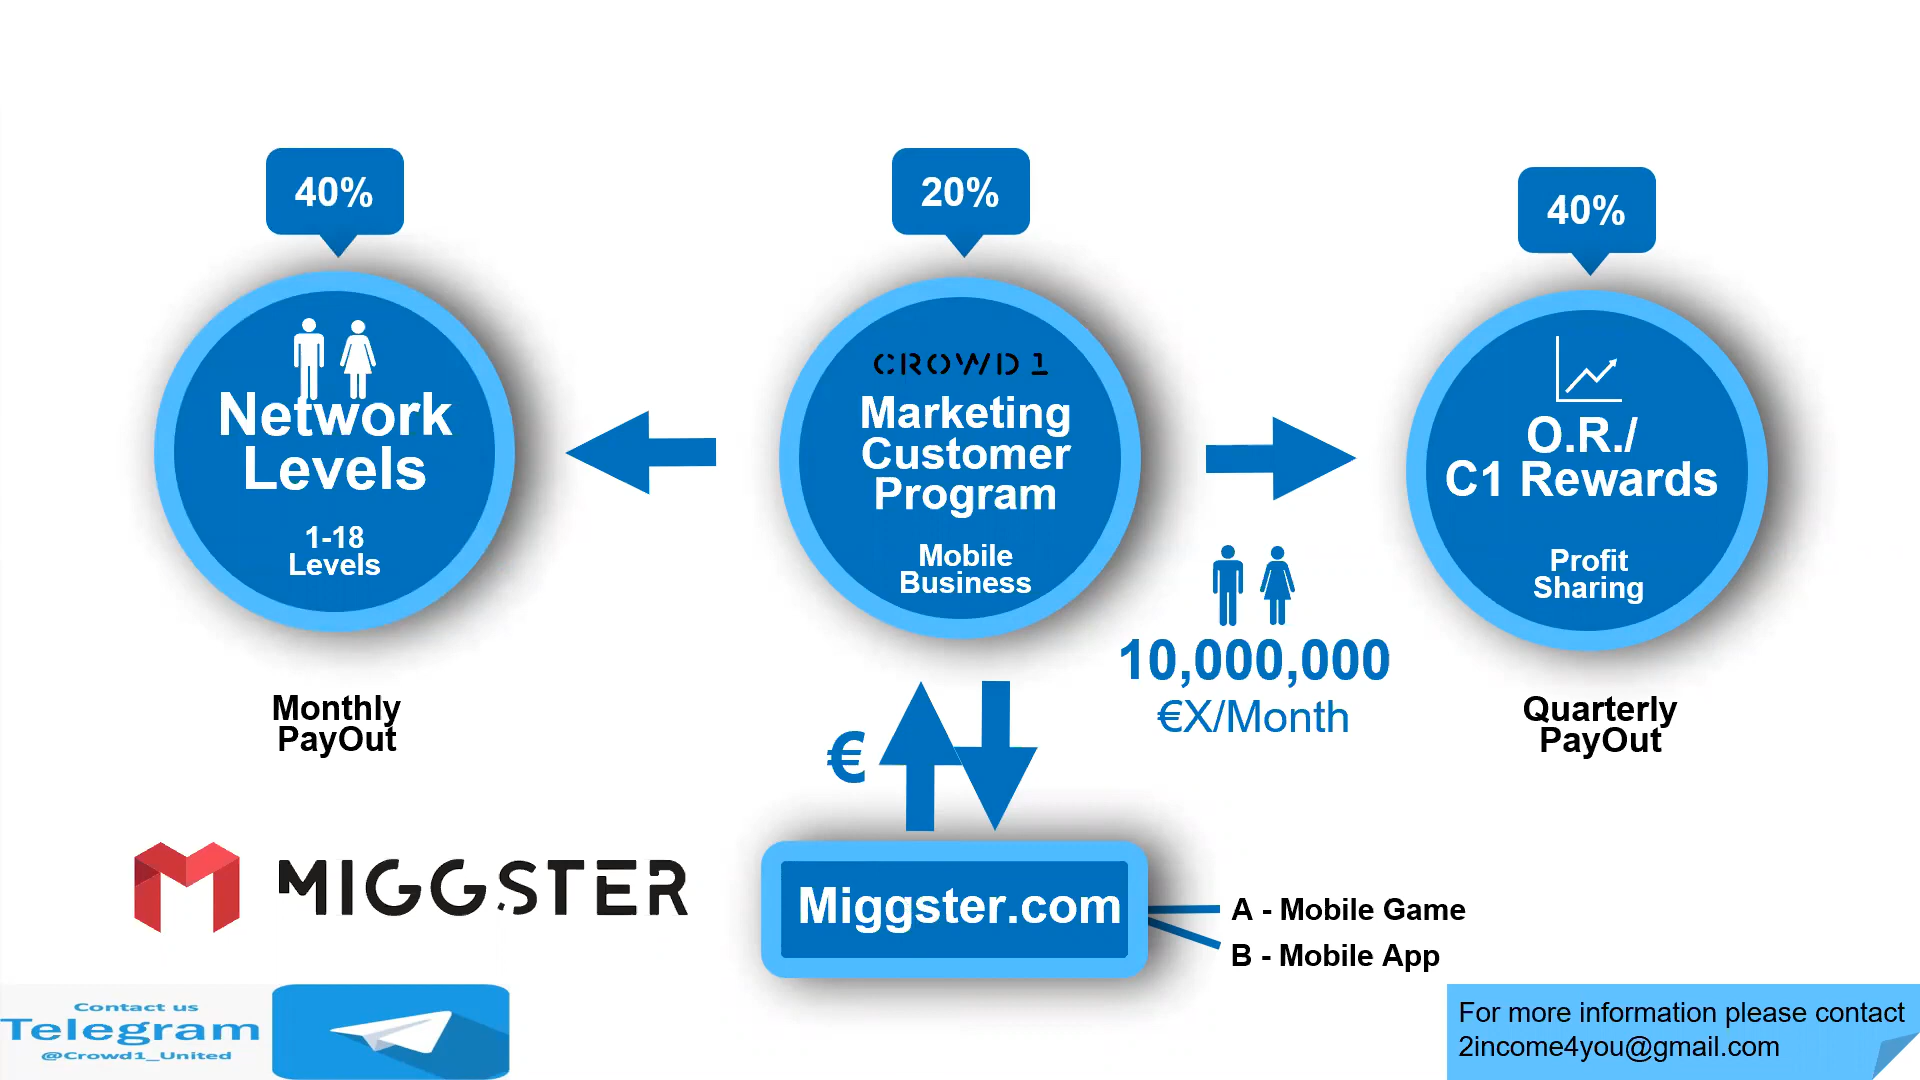 40%
20%
40%
Network
Levels
1-18
Levels
Monthly
PayOut
CROWD 1
Marketing
Customer
Program
Mobile
Business
O.R./
C1 Rewards
Profit
Sharing
Quarterly
PayOut
10,000,000
€X/Month
€
MIGGSTER
Miggster.com
A - Mobile Game
B - Mobile App
Contact us
Telegram
@Crowd1_United
For more information please contact
2income4you@gmail.com